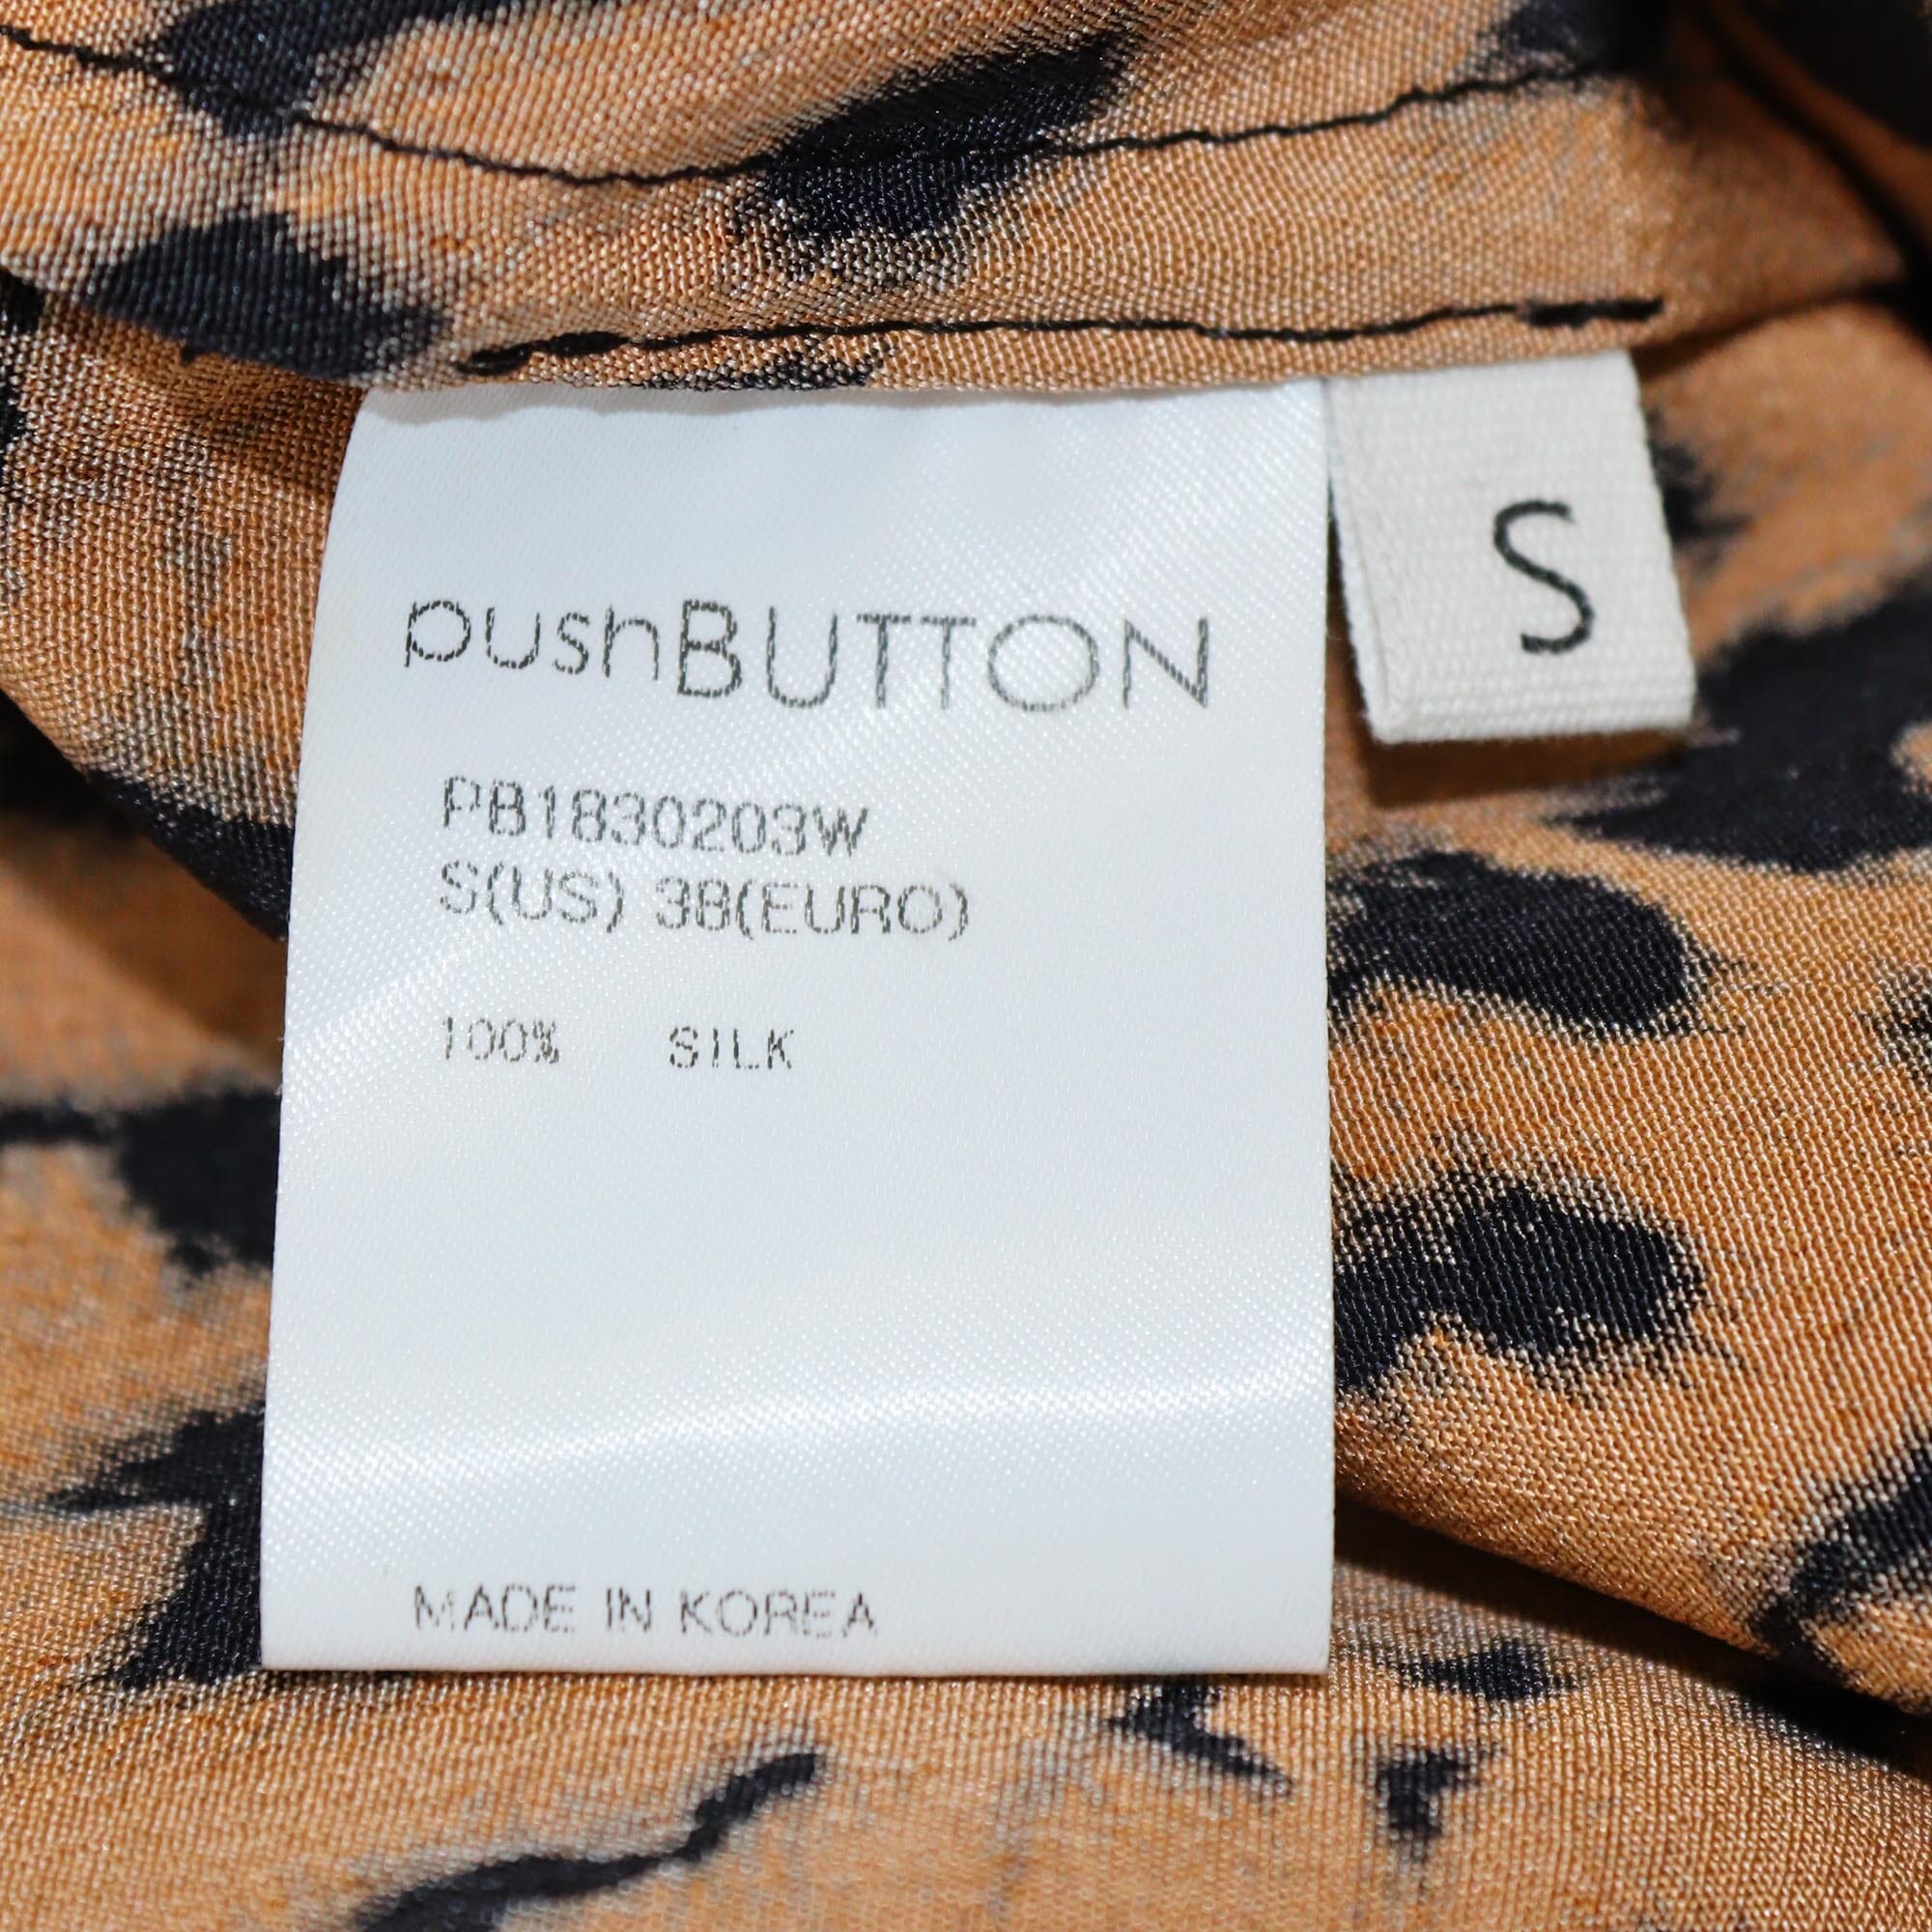 pushBUTTON
S
PB1830203W
S(US) 38(EURO)
100% SILK
MADE IN KOREA